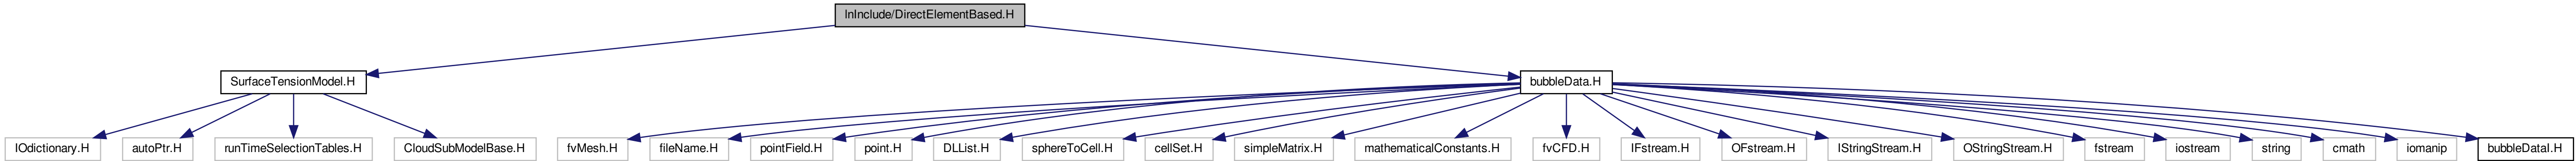 lnInclude/DirectElementBased.H
SurfaceTensionModel.H
bubbleData.H
IOdictionary.H
autoPtr.H
runTimeSelectionTables.H
CloudSubModelBase.H
fvMesh.H
fileName.H
pointField.H
point.H
DLList.H
sphereToCell.H
cellSet.H
simpleMatrix.H
mathematicalConstants.H
fvCFD.H
IFstream.H
OFstream.H
IStringStream.H
OStringStream.H
fstream
iostream
string
cmath
iomanip
bubbleDataI.H